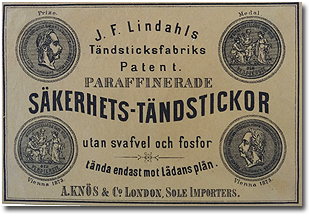 Prize. Medal
J. F. Lindahls
Tändsticksfabriks
Patent.
PARAFFINERADE
SÄKERHETS-TÄNDSTICKOR
utan svafvel och fosfor
tända endast mot lådans plån.
Vienna 1873. Vienna 1873.
A. KNÖS & Co LONDON, SOLE IMPORTERS.